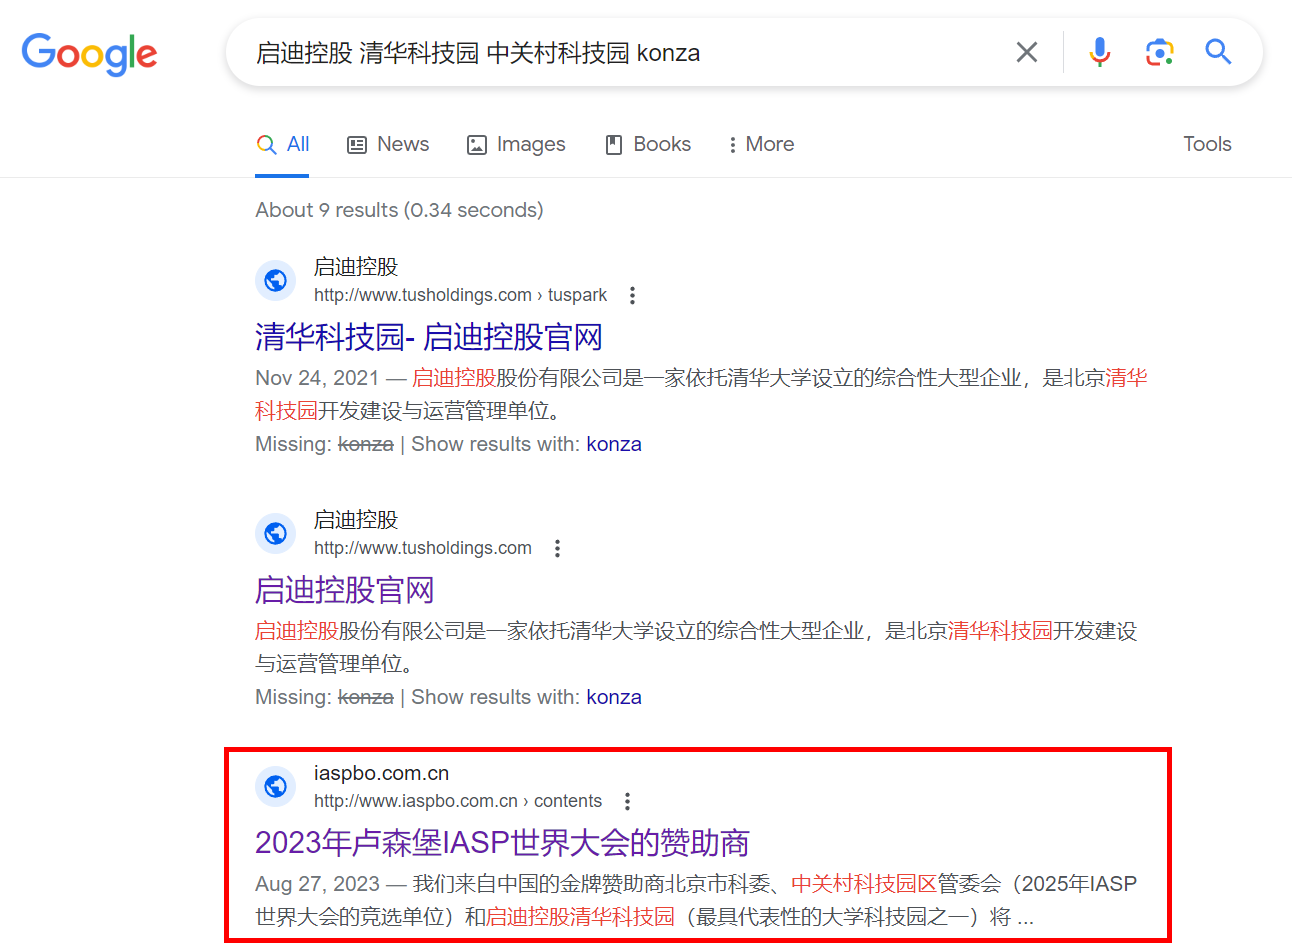 Google
启迪控股 清华科技园 中关村科技园 konza
All News Images Books More Tools
About 9 results (0.34 seconds)
启迪控股
http://www.tusholdings.com › tuspark
清华科技园- 启迪控股官网
Nov 24, 2021 — 启迪控股股份有限公司是一家依托清华大学设立的综合性大型企业，是北京清华
科技园开发建设与运营管理单位。
Missing: konza | Show results with: konza
启迪控股
http://www.tusholdings.com
启迪控股官网
启迪控股股份有限公司是一家依托清华大学设立的综合性大型企业，是北京清华科技园开发建设
与运营管理单位。
Missing: konza | Show results with: konza
iaspbo.com.cn
http://www.iaspbo.com.cn › contents
2023年卢森堡IASP世界大会的赞助商
Aug 27, 2023 — 我们来自中国的金牌赞助商北京市科委、中关村科技园区管委会（2025年IASP
世界大会的竞选单位）和启迪控股清华科技园（最具代表性的大学科技园之一）将 ...